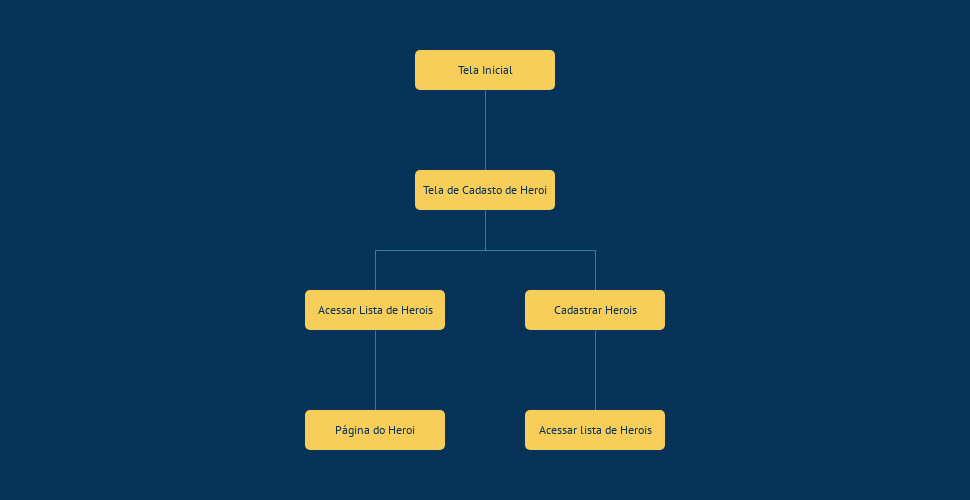 Tela Inicial
Tela de Cadasto de Heroi
Acessar Lista de Herois
Cadastrar Herois
Página do Heroi
Acessar lista de Herois